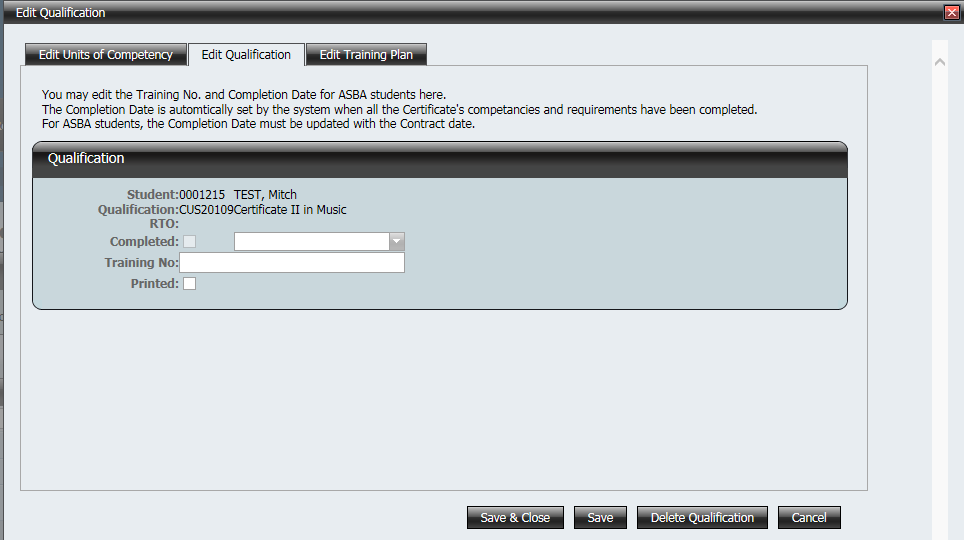 Edit Qualification
Edit Units of Competency Edit Qualification Edit Training Plan
You may edit the Training No. and Completion Date for ASBA students here.
The Completion Date is automtically set by the system when all the Certificate's competancies and requirements have been completed.
For ASBA students, the Completion Date must be updated with the Contract date.
Qualification
Student: 0001215 TEST, Mitch
Qualification: CUS20109 Certificate II in Music
RTO:
Completed:
Training No:
Printed:
Save & Close Save Delete Qualification Cancel